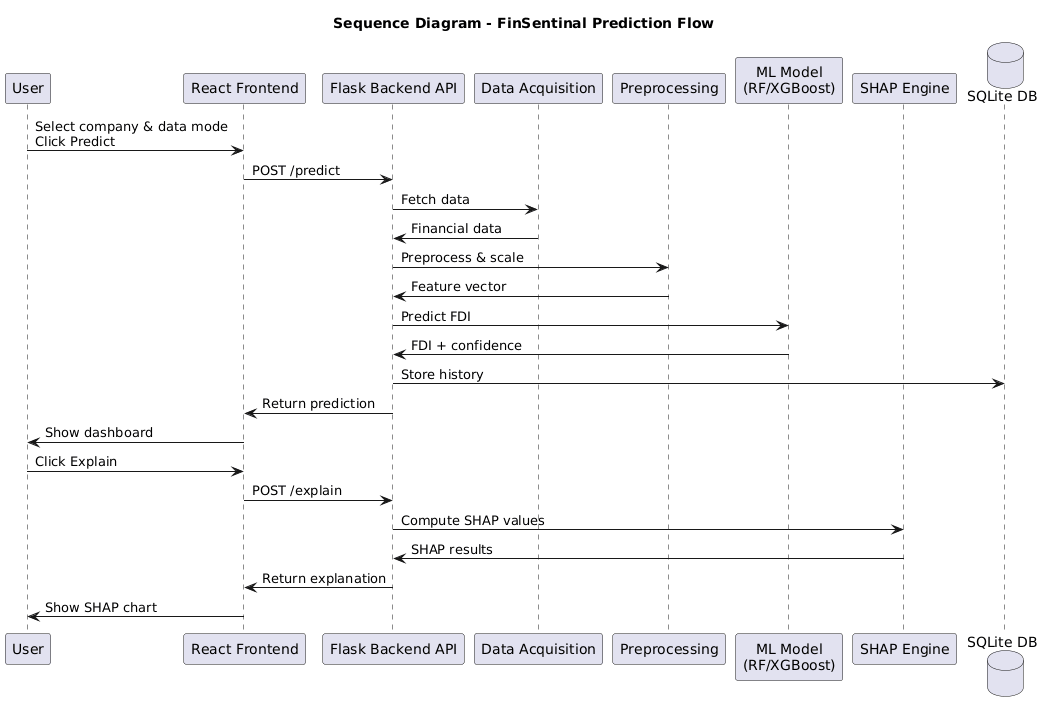 Sequence Diagram - FinSentinal Prediction Flow
User
React Frontend
Flask Backend API
Data Acquisition
Preprocessing
ML Model
(RF/XGBoost)
SHAP Engine
SQLite DB
Select company & data mode
Click Predict
POST /predict
Fetch data
Financial data
Preprocess & scale
Feature vector
Predict FDI
FDI + confidence
Store history
Return prediction
Show dashboard
Click Explain
POST /explain
Compute SHAP values
SHAP results
Return explanation
Show SHAP chart
User
React Frontend
Flask Backend API
Data Acquisition
Preprocessing
ML Model
(RF/XGBoost)
SHAP Engine
SQLite DB